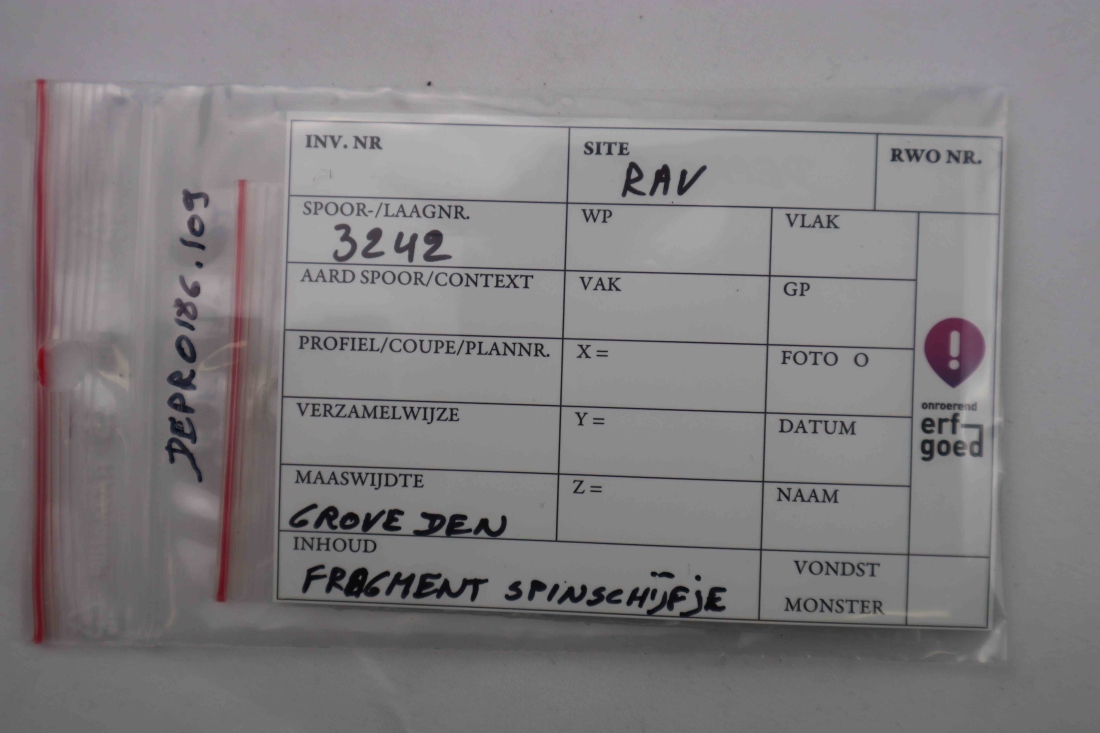 DEPR0186.109
INV. NR
SITE
RAV
RWO NR.
SPOOR-/LAAGNR.
3242
WP
VLAK
AARD SPOOR/CONTEXT
VAK
GP
PROFIEL/COUPE/PLANNR.
X =
FOTO O
VERZAMELWIJZE
Y =
DATUM
MAASWIJDTE
GROVE DEN
Z =
NAAM
INHOUD
FRAGMENT SPINSCHIJFJE
VONDST
MONSTER
onroerend
erf-
goed